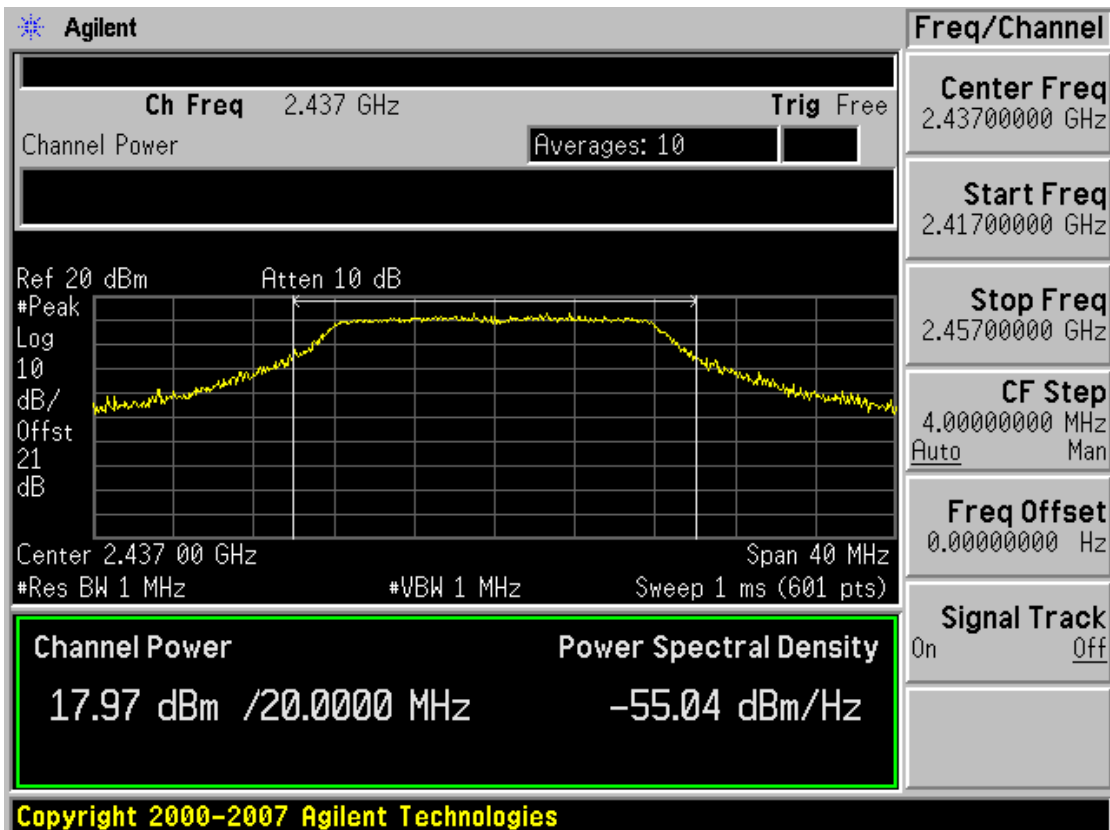 Agilent
Ch Freq 2.437 GHz Trig Free
Channel Power Averages: 10
Ref 20 dBm Atten 10 dB
#Peak
Log
10
dB/
Offst
21
dB
Center 2.437 00 GHz Span 40 MHz
#Res BW 1 MHz #VBW 1 MHz Sweep 1 ms (601 pts)
Channel Power Power Spectral Density
17.97 dBm /20.0000 MHz -55.04 dBm/Hz
Copyright 2000-2007 Agilent Technologies
Freq/Channel
Center Freq
2.43700000 GHz
Start Freq
2.41700000 GHz
Stop Freq
2.45700000 GHz
CF Step
4.00000000 MHz
Auto Man
Freq Offset
0.00000000 Hz
Signal Track
On Off